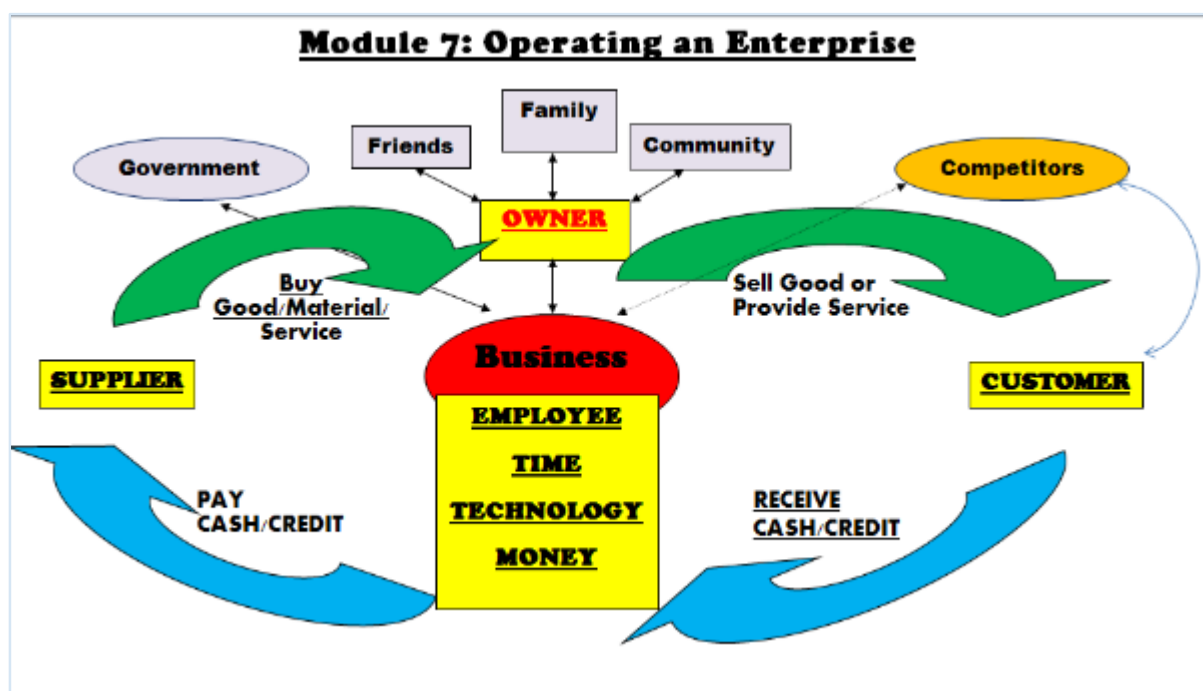 Module 7: Operating an Enterprise
Family
Friends
Community
Government
Competitors
OWNER
Buy
Good/Material/
Service
Sell Good or
Provide Service
Business
SUPPLIER
CUSTOMER
EMPLOYEE
TIME
TECHNOLOGY
MONEY
PAY
CASH/CREDIT
RECEIVE
CASH/CREDIT